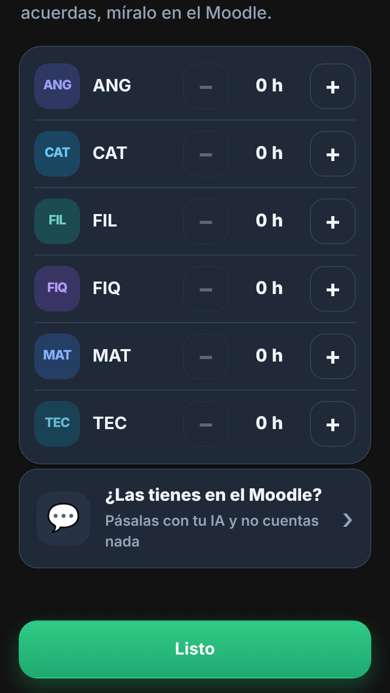 acuerdas, míralo en el Moodle.
ANG ANG − 0 h +
CAT CAT − 0 h +
FIL FIL − 0 h +
FIQ FIQ − 0 h +
MAT MAT − 0 h +
TEC TEC − 0 h +
¿Las tienes en el Moodle?
Pásalas con tu IA y no cuentas
nada
Listo